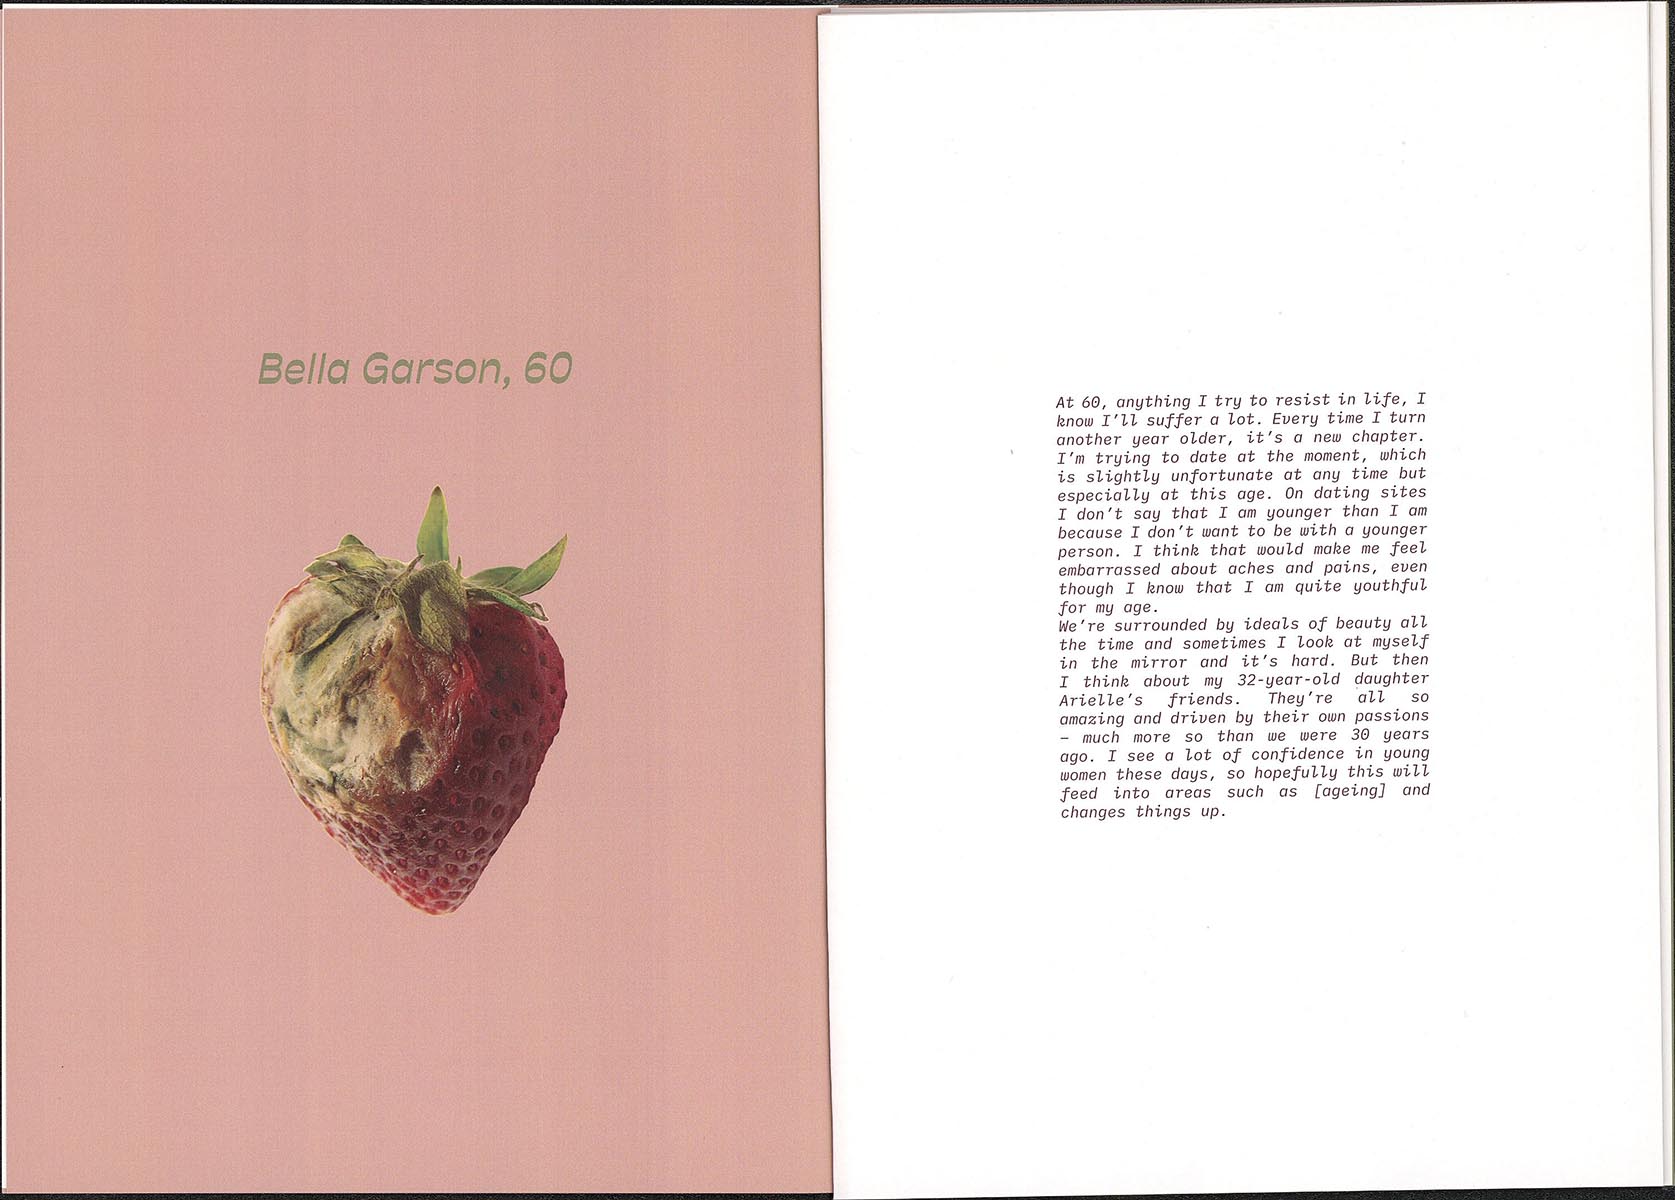 Bella Garson, 60
At 60, anything I try to resist in life, I
know I'll suffer a lot. Every time I turn
another year older, it's a new chapter.
I'm trying to date at the moment, which
is slightly unfortunate at any time but
especially at this age. On dating sites
I don't say that I am younger than I am
because I don't want to be with a younger
person. I think that would make me feel
embarrassed about aches and pains, even
though I know that I am quite youthful
for my age.
We're surrounded by ideals of beauty all
the time and sometimes I look at myself
in the mirror and it's hard. But then
I think about my 32-year-old daughter
Arielle's friends. They're all so
amazing and driven by their own passions
– much more so than we were 30 years
ago. I see a lot of confidence in young
women these days, so hopefully this will
feed into areas such as [ageing] and
changes things up.